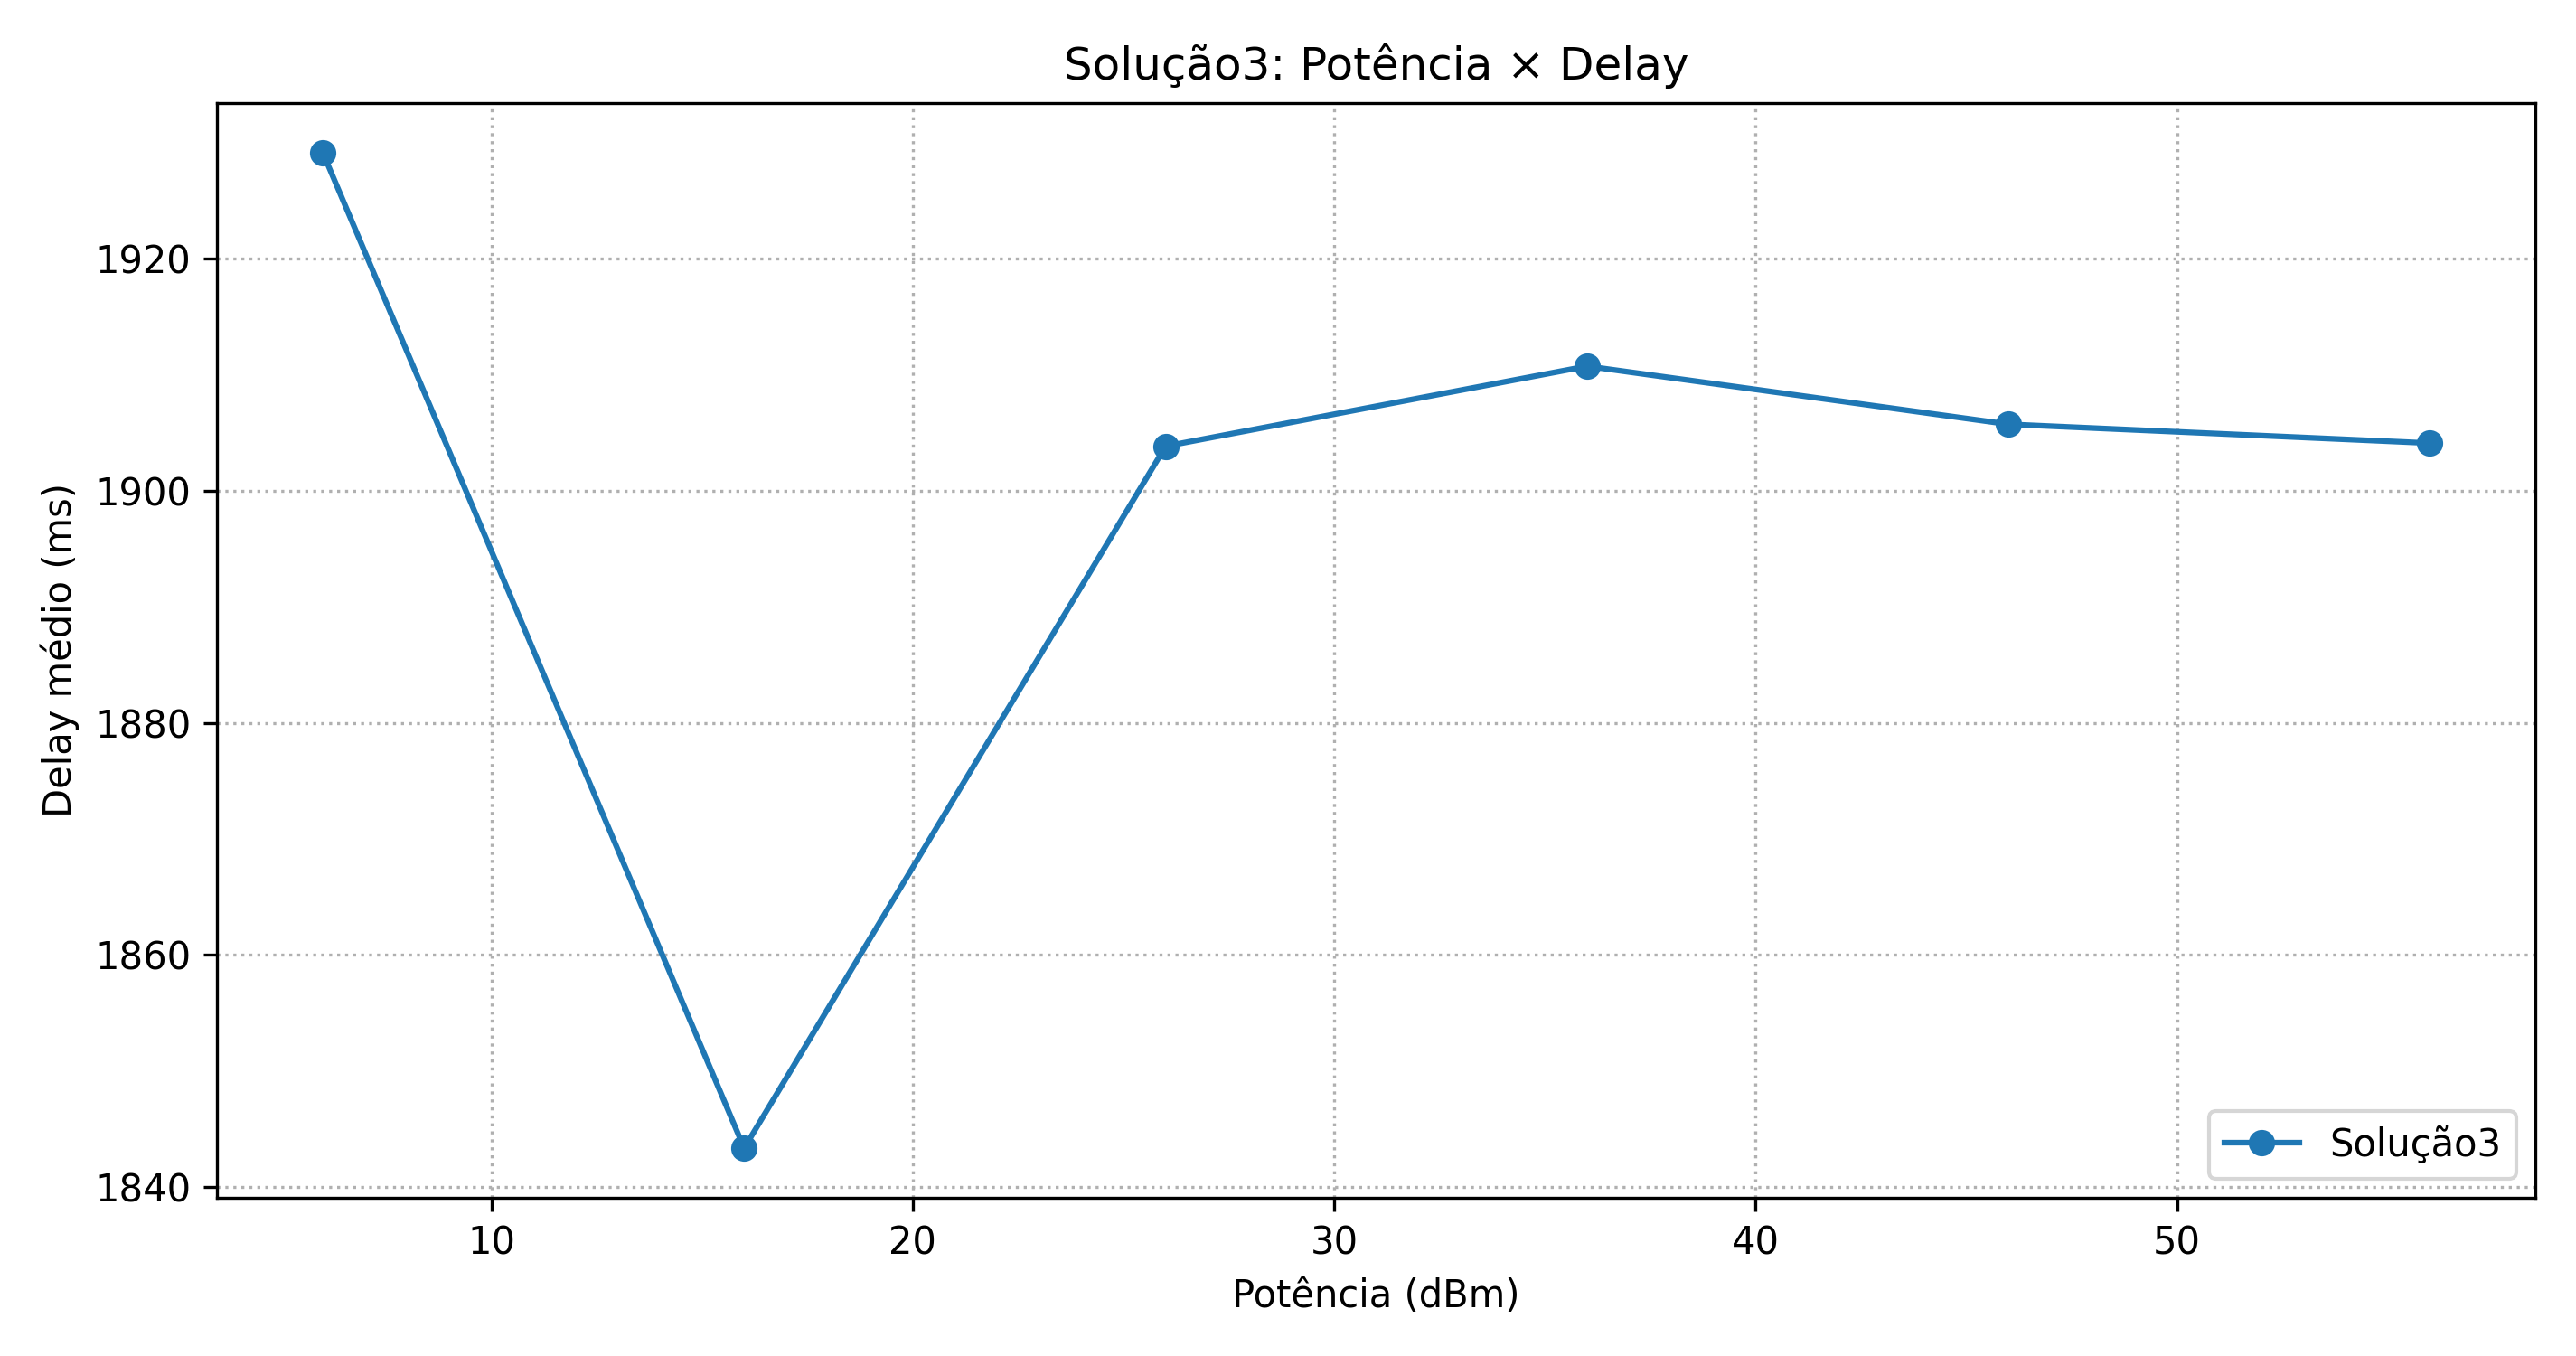 Solução3: Potência × Delay
Delay médio (ms)
1920
1900
1880
1860
1840
10 20 30 40 50
Potência (dBm)
Solução3